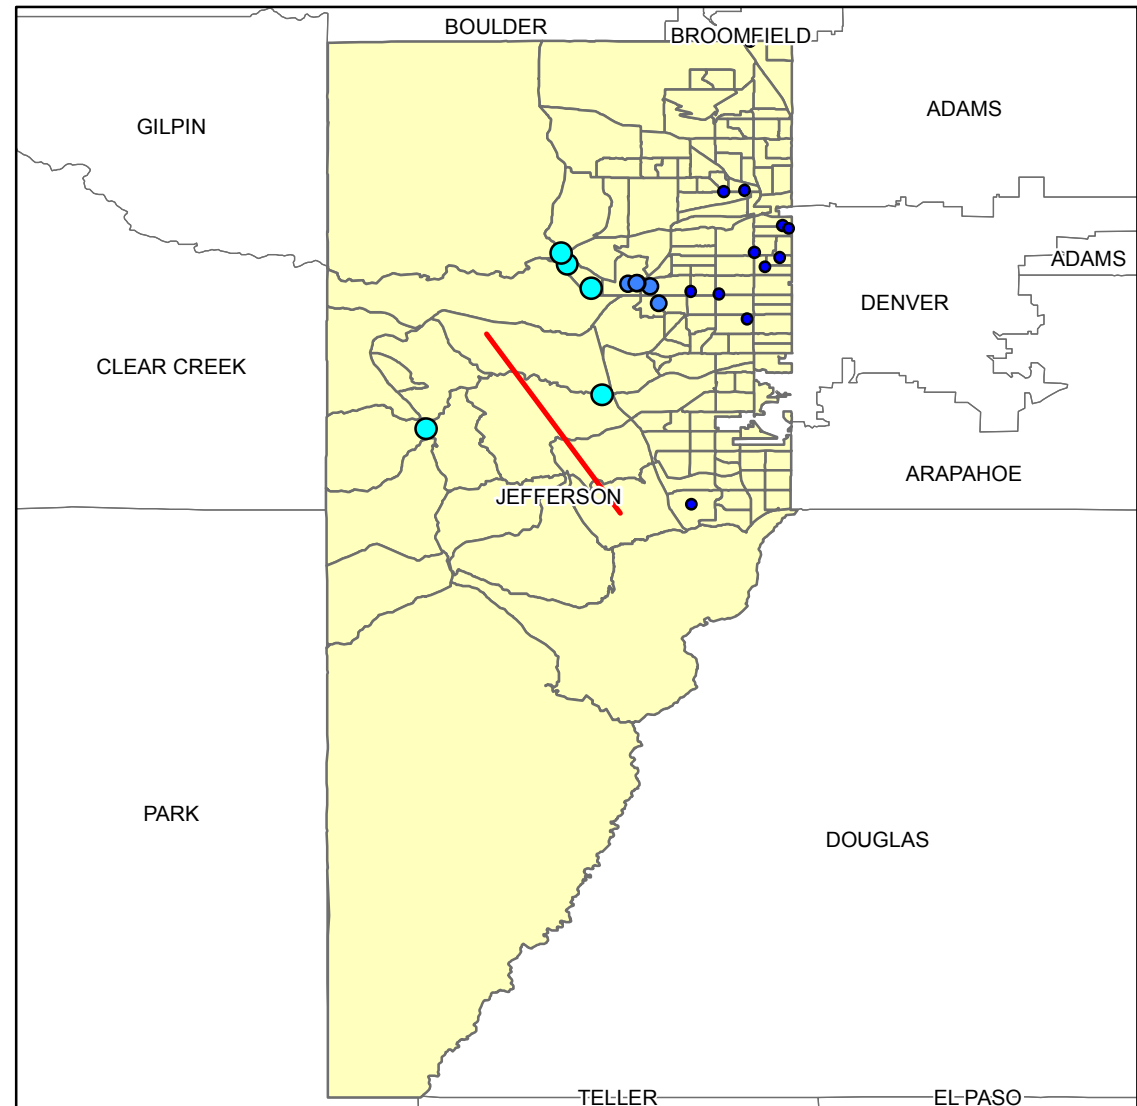 BOULDER
BROOMFIELD
ADAMS
GILPIN
ADAMS
DENVER
CLEAR CREEK
ARAPAHOE
JEFFERSON
PARK
DOUGLAS
TELLER
EL PASO